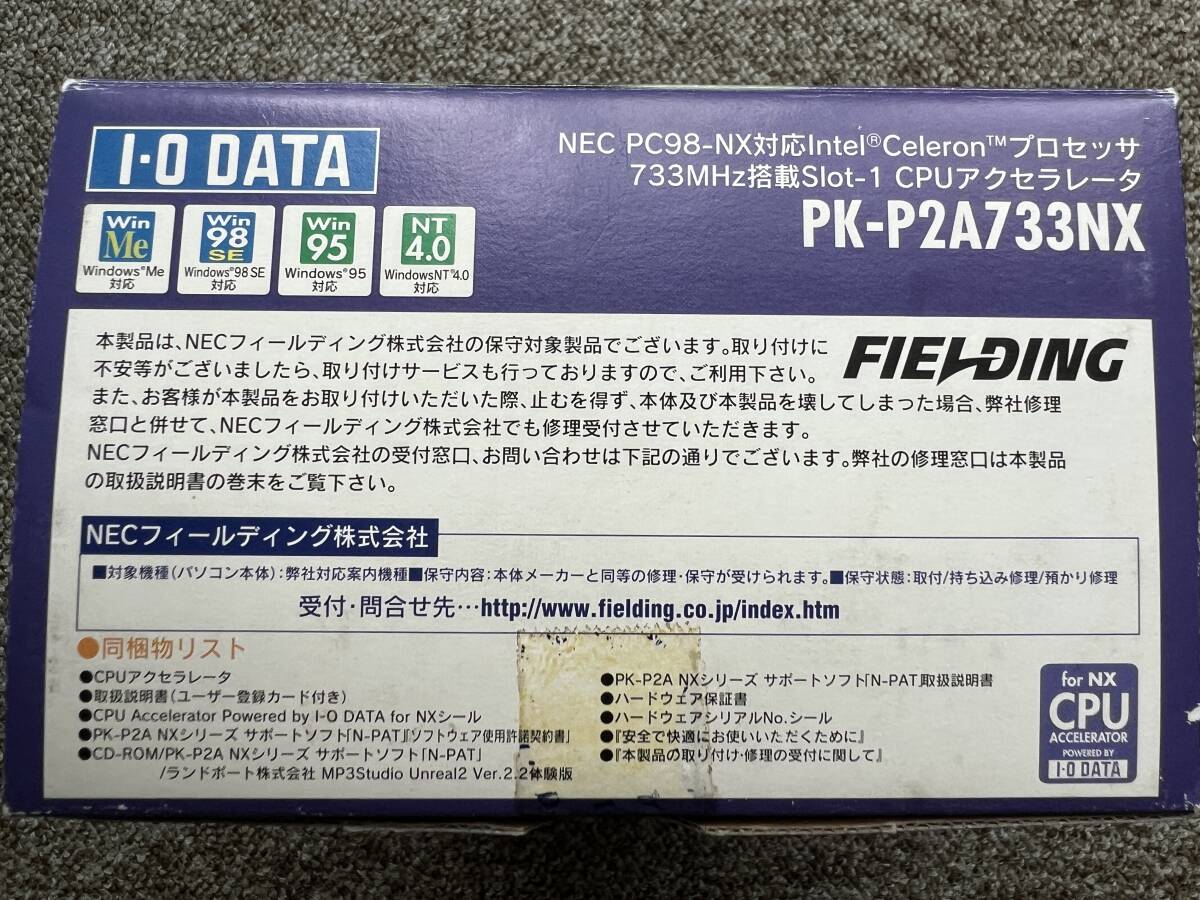 I·O DATA
NEC PC98-NX対応Intel®Celeron™プロセッサ
733MHz搭載Slot-1 CPUアクセラレータ
PK-P2A733NX
Win Me
Windows®Me
対応
Win 98 SE
Windows®98 SE
対応
Win 95
Windows®95
対応
NT 4.0
WindowsNT®4.0
対応
本製品は、NECフィールディング株式会社の保守対象製品でございます。取り付けに
不安等がございましたら、取り付けサービスも行っておりますので、ご利用下さい。
FIELDING
また、お客様が本製品をお取り付けいただいた際、止むを得ず、本体及び本製品を壊してしまった場合、弊社修理
窓口と併せて、NECフィールディング株式会社でも修理受付させていただきます。
NECフィールディング株式会社の受付窓口、お問い合わせは下記の通りでございます。弊社の修理窓口は本製品
の取扱説明書の巻末をご覧下さい。
NECフィールディング株式会社
■対象機種(パソコン本体):弊社対応案内機種■保守内容:本体メーカーと同等の修理・保守が受けられます。■保守状態:取付/持ち込み修理/預かり修理
受付・問合せ先…http://www.fielding.co.jp/index.htm
●同梱物リスト
●CPUアクセラレータ
●取扱説明書(ユーザー登録カード付き)
●CPU Accelerator Powered by I-O DATA for NXシール
●PK-P2A NXシリーズ サポートソフト「N-PAT」『ソフトウェア使用許諾契約書』
●CD-ROM/PK-P2A NXシリーズ サポートソフト「N-PAT」
/ランドポート株式会社 MP3Studio Unreal2 Ver.2.2体験版
●PK-P2A NXシリーズ サポートソフト「N-PAT」取扱説明書
●ハードウェア保証書
●ハードウェアシリアルNo.シール
●『安全で快適にお使いいただくために』
●『本製品の取り付け・修理の受付に関して』
for NX
CPU
ACCELERATOR
POWERED BY
I·O DATA